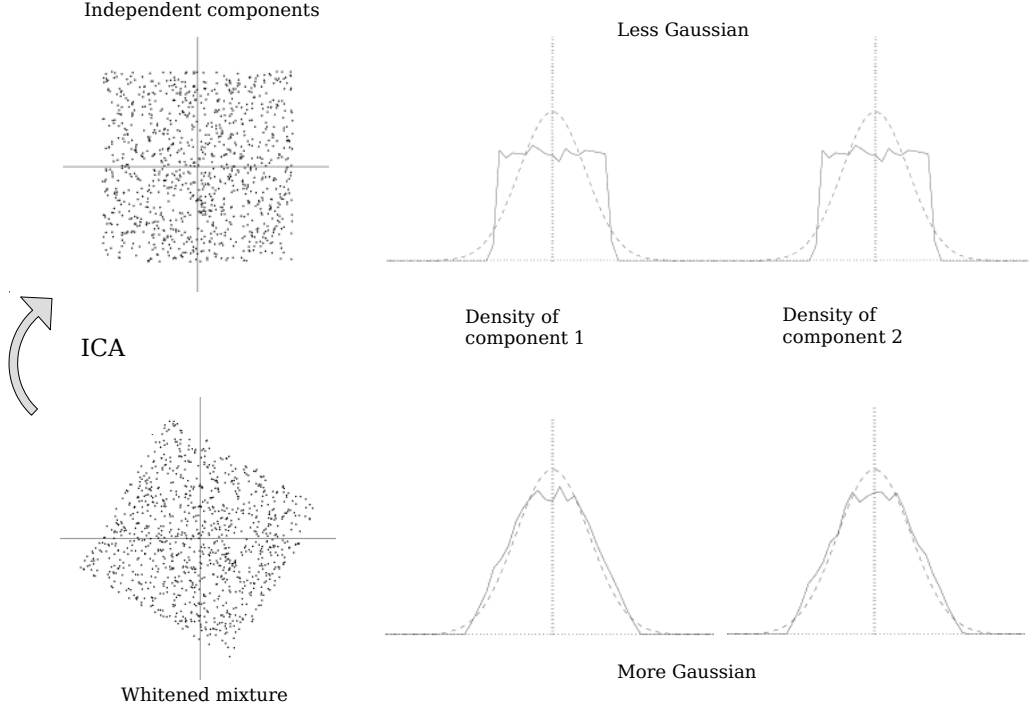 Independent components
Less Gaussian
Density of
component 1
Density of
component 2
ICA
More Gaussian
Whitened mixture